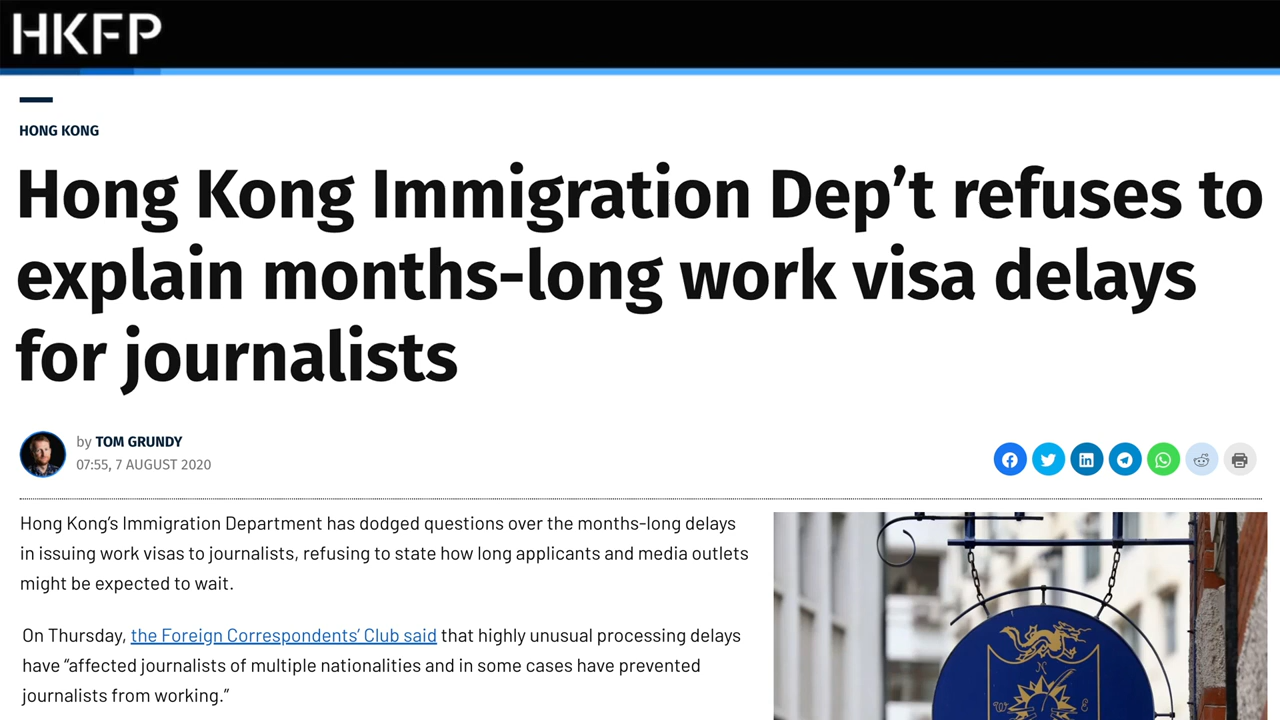 HKFP
HONG KONG
Hong Kong Immigration Dep’t refuses to
explain months-long work visa delays
for journalists
by TOM GRUNDY
07:55, 7 AUGUST 2020
Hong Kong’s Immigration Department has dodged questions over the months-long delays
in issuing work visas to journalists, refusing to state how long applicants and media outlets
might be expected to wait.
On Thursday, the Foreign Correspondents’ Club said that highly unusual processing delays
have “affected journalists of multiple nationalities and in some cases have prevented
journalists from working.”
N
W E